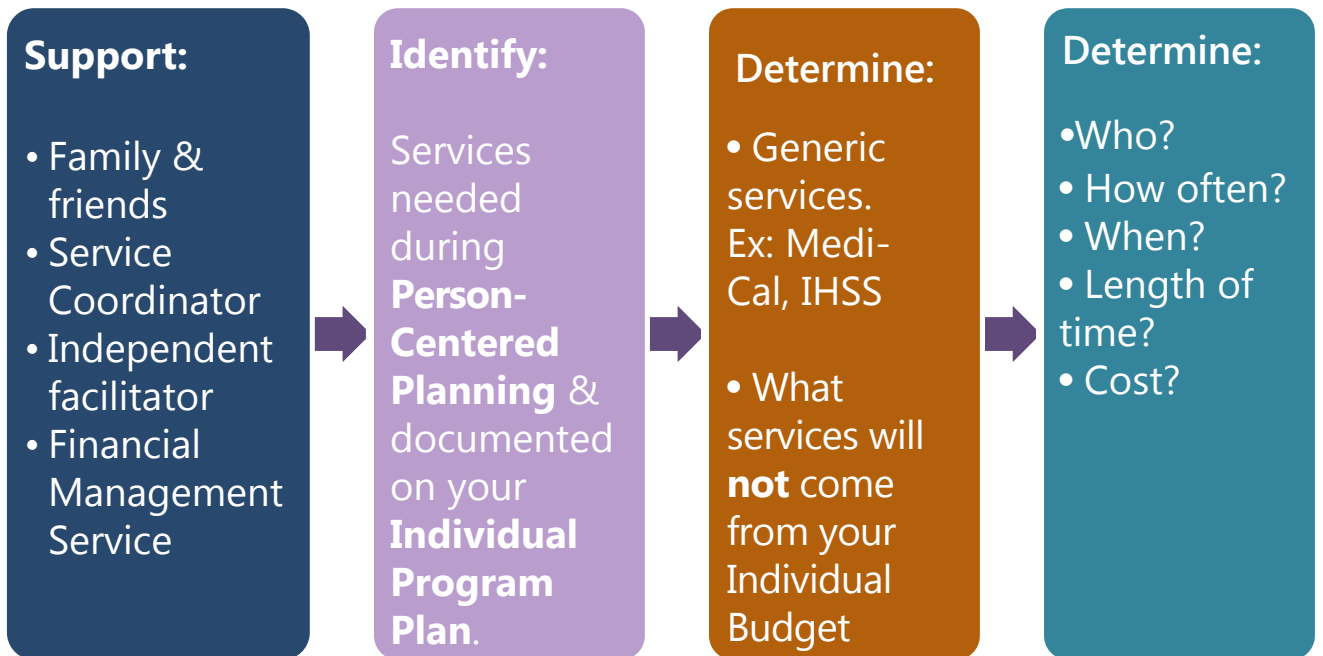 Support:
• Family &
friends
• Service
Coordinator
• Independent
facilitator
• Financial
Management
Service
Identify:
Services
needed
during
Person-
Centered
Planning &
documented
on your
Individual
Program
Plan.
Determine:
• Generic
services.
Ex: Medi-
Cal, IHSS
• What
services will
not come
from your
Individual
Budget
Determine:
•Who?
• How often?
• When?
• Length of
time?
• Cost?